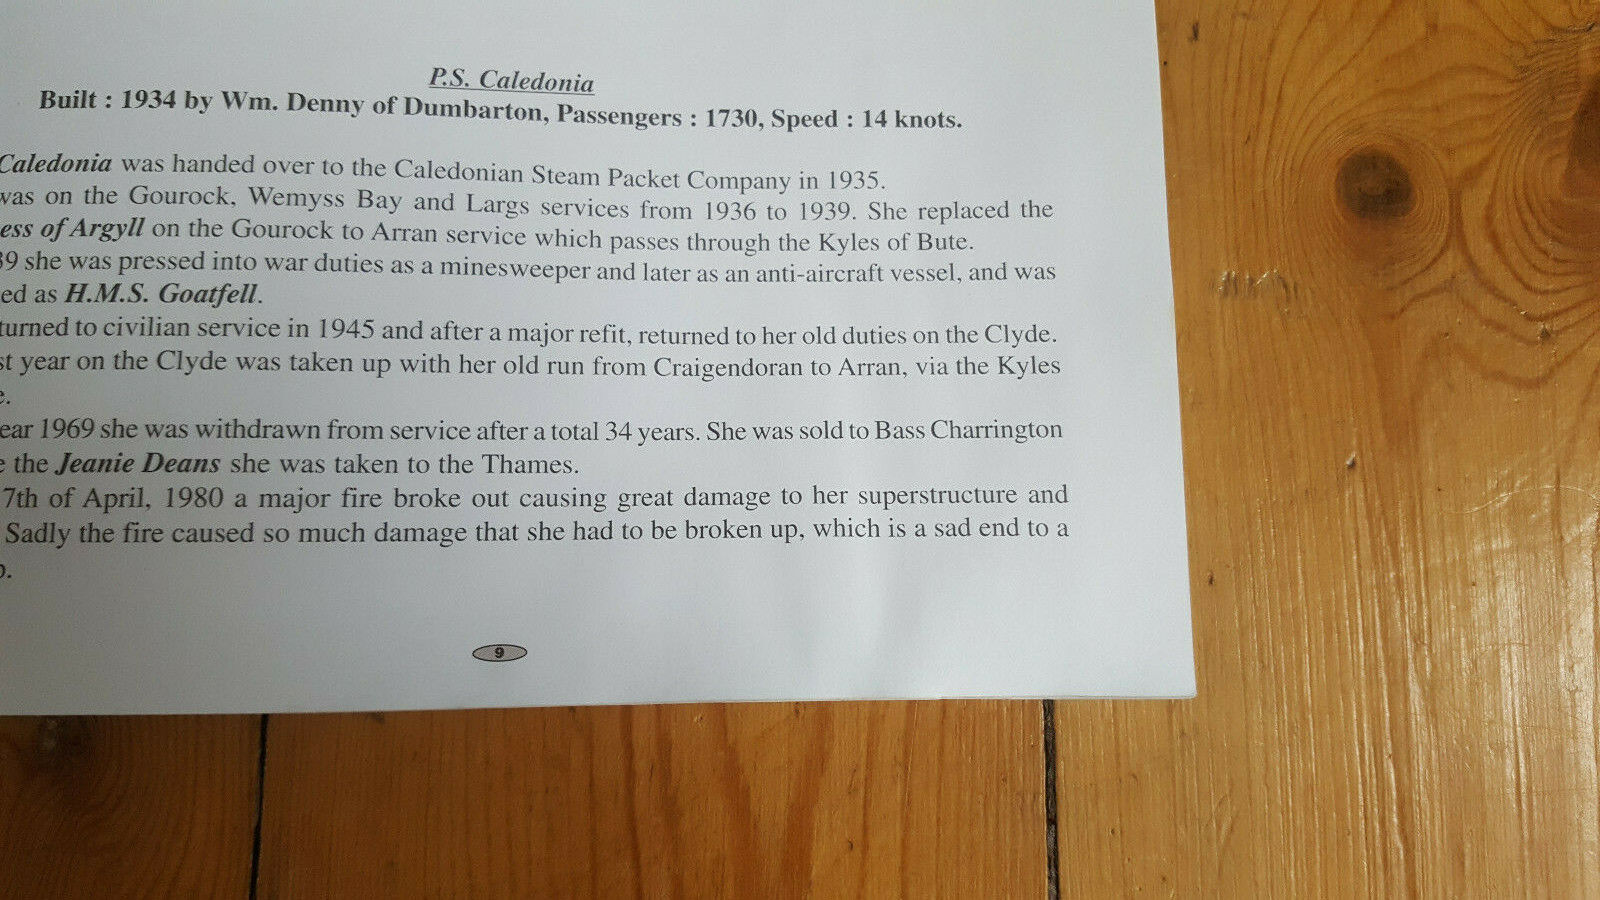 P.S. Caledonia
Built : 1934 by Wm. Denny of Dumbarton, Passengers : 1730, Speed : 14 knots.
Caledonia was handed over to the Caledonian Steam Packet Company in 1935.
was on the Gourock, Wemyss Bay and Largs services from 1936 to 1939. She replaced the
ess of Argyll on the Gourock to Arran service which passes through the Kyles of Bute.
39 she was pressed into war duties as a minesweeper and later as an anti-aircraft vessel, and was
ed as H.M.S. Goatfell.
turned to civilian service in 1945 and after a major refit, returned to her old duties on the Clyde.
st year on the Clyde was taken up with her old run from Craigendoran to Arran, via the Kyles
e.
ear 1969 she was withdrawn from service after a total 34 years. She was sold to Bass Charrington
e the Jeanie Deans she was taken to the Thames.
7th of April, 1980 a major fire broke out causing great damage to her superstructure and
Sadly the fire caused so much damage that she had to be broken up, which is a sad end to a
p.
9